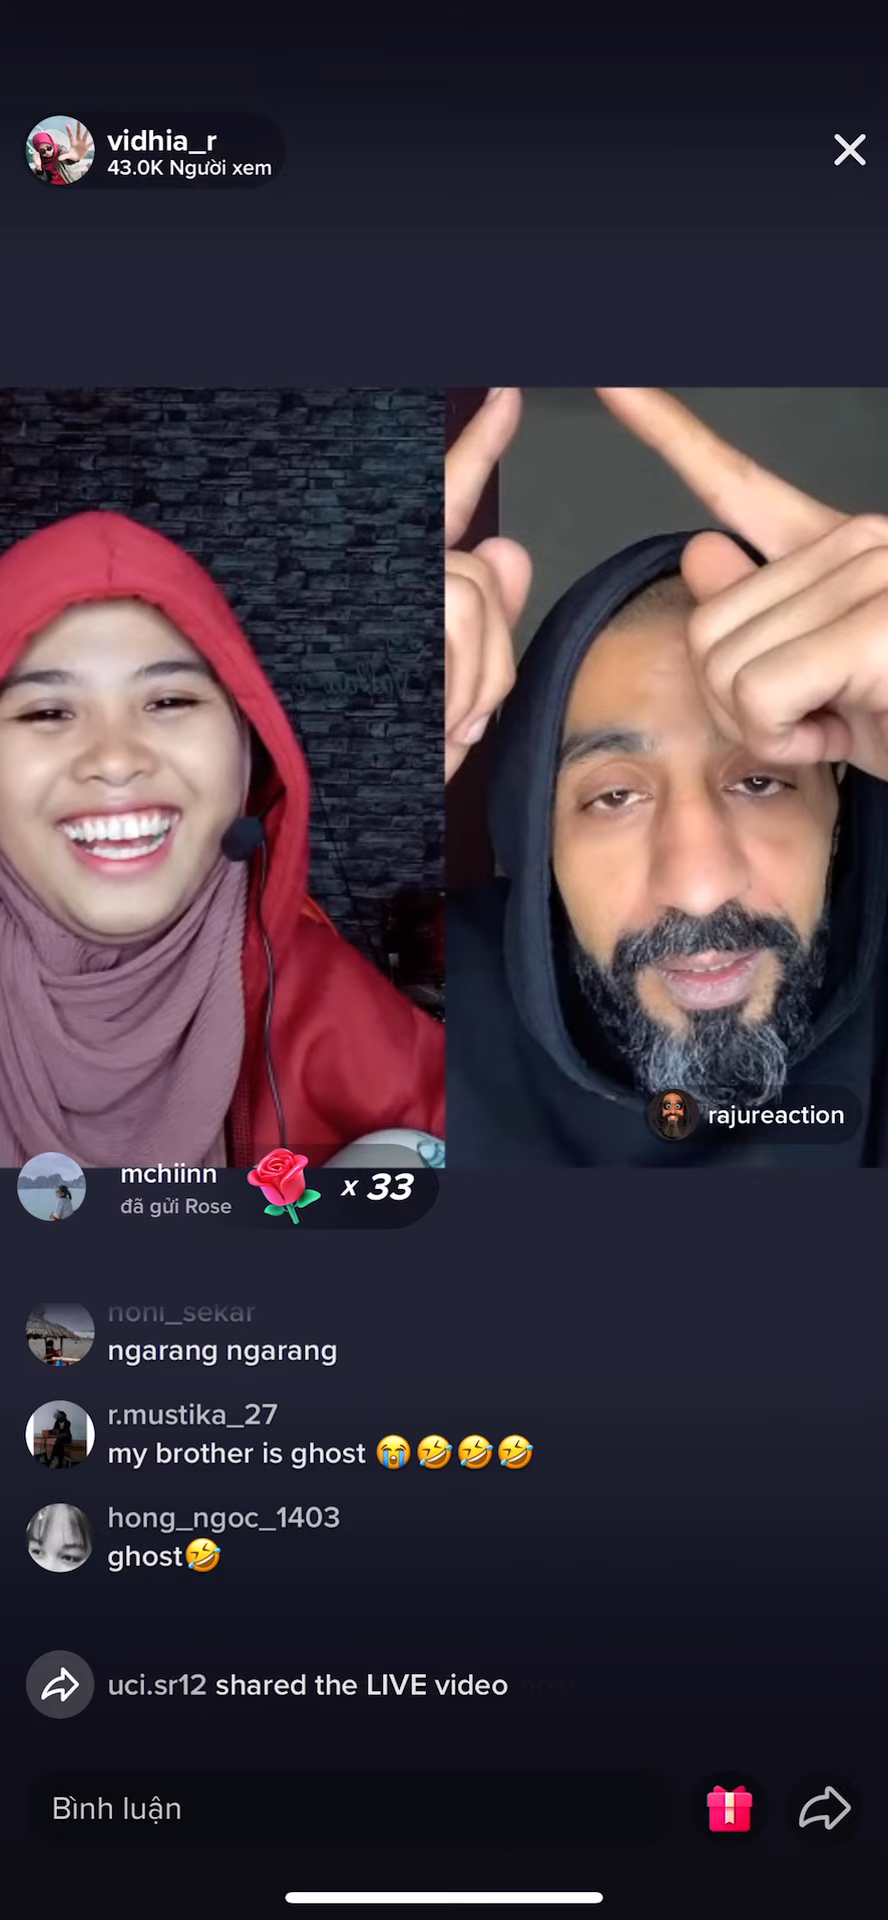 vidhia_r
43.0K Người xem
rajureaction
mchiinn
đã gửi Rose
x 33
noni_sekar
ngarang ngarang
r.mustika_27
my brother is ghost 😭🤣🤣🤣
hong_ngoc_1403
ghost🤣
uci.sr12 shared the LIVE video
Bình luận